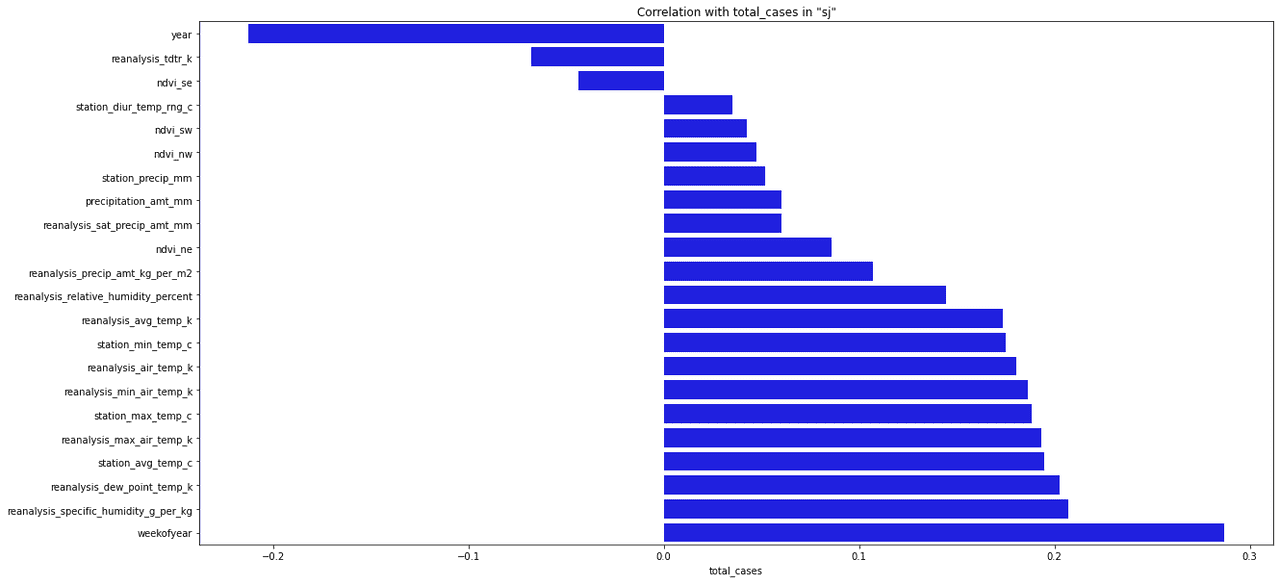 Correlation with total_cases in "sj"
year
reanalysis_tdtr_k
ndvi_se
station_diur_temp_rng_c
ndvi_sw
ndvi_nw
station_precip_mm
precipitation_amt_mm
reanalysis_sat_precip_amt_mm
ndvi_ne
reanalysis_precip_amt_kg_per_m2
reanalysis_relative_humidity_percent
reanalysis_avg_temp_k
station_min_temp_c
reanalysis_air_temp_k
reanalysis_min_air_temp_k
station_max_temp_c
reanalysis_max_air_temp_k
station_avg_temp_c
reanalysis_dew_point_temp_k
reanalysis_specific_humidity_g_per_kg
weekofyear
−0.2 −0.1 0.0 0.1 0.2 0.3
total_cases